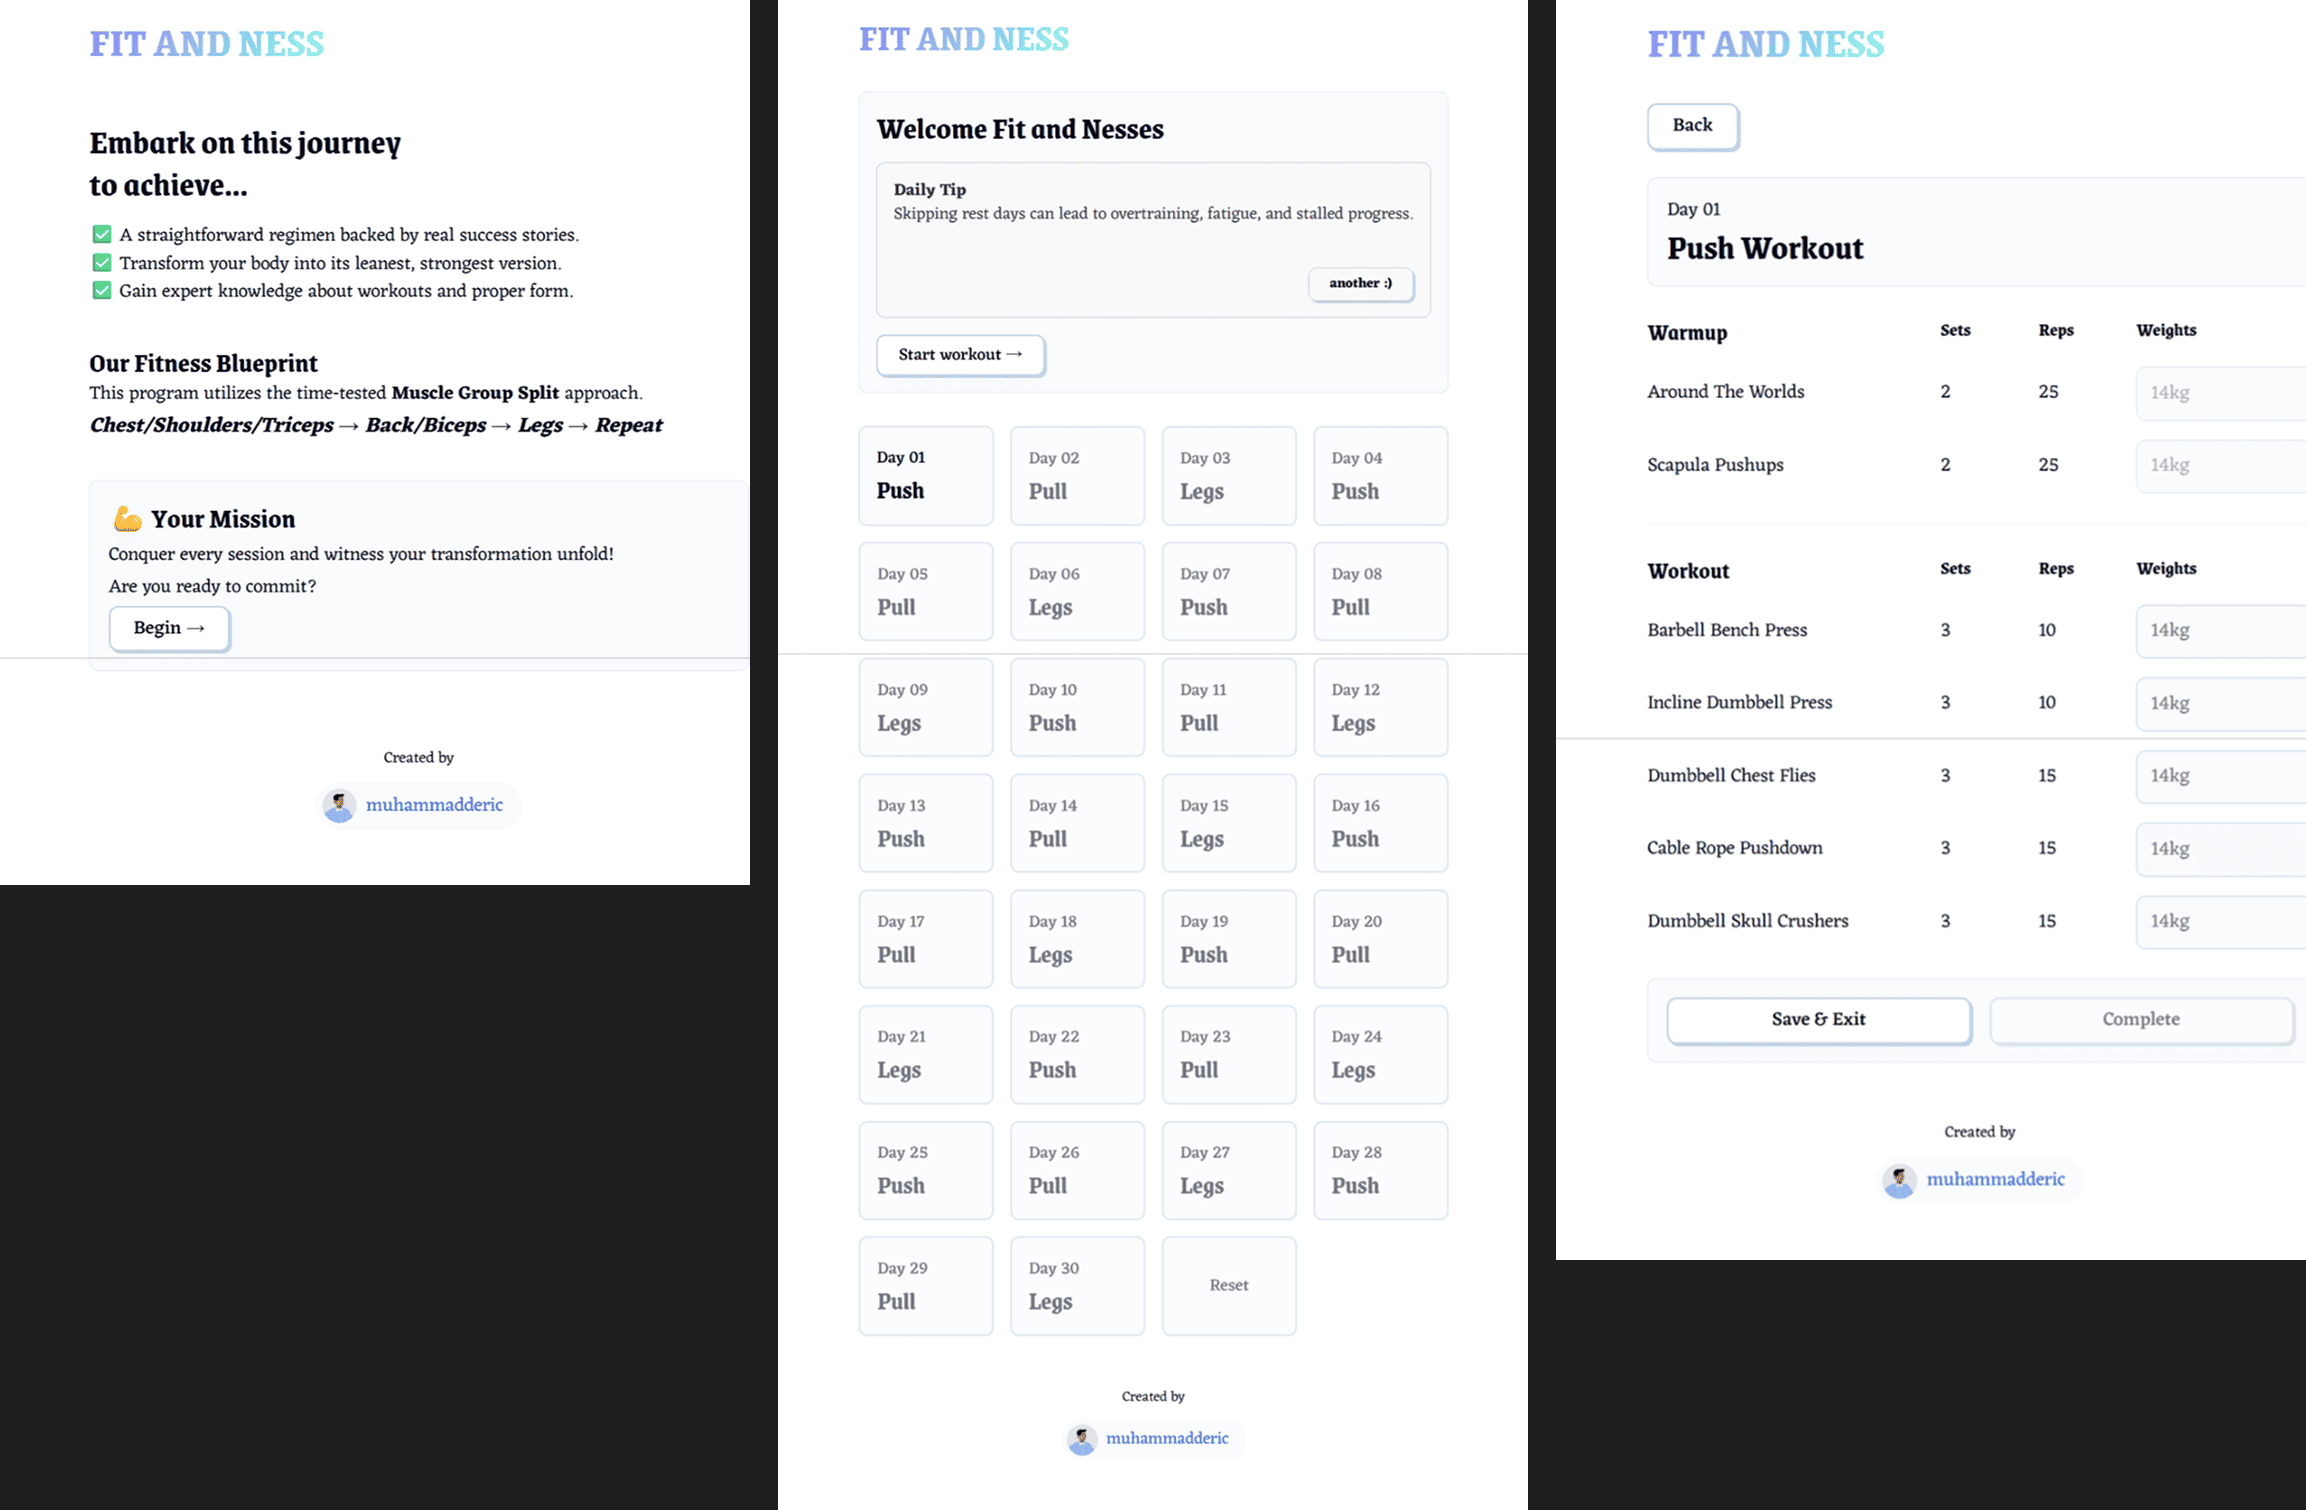 FIT AND NESS
Embark on this journey
to achieve...
✅ A straightforward regimen backed by real success stories.
✅ Transform your body into its leanest, strongest version.
✅ Gain expert knowledge about workouts and proper form.
Our Fitness Blueprint
This program utilizes the time-tested Muscle Group Split approach.
Chest/Shoulders/Triceps → Back/Biceps → Legs → Repeat
💪 Your Mission
Conquer every session and witness your transformation unfold!
Are you ready to commit?
Begin →
Created by
muhammadderic
FIT AND NESS
Welcome Fit and Nesses
Daily Tip
Skipping rest days can lead to overtraining, fatigue, and stalled progress.
another :)
Start workout →
Day 01 Day 02 Day 03 Day 04
Push Pull Legs Push
Day 05 Day 06 Day 07 Day 08
Pull Legs Push Pull
Day 09 Day 10 Day 11 Day 12
Legs Push Pull Legs
Day 13 Day 14 Day 15 Day 16
Push Pull Legs Push
Day 17 Day 18 Day 19 Day 20
Pull Legs Push Pull
Day 21 Day 22 Day 23 Day 24
Legs Push Pull Legs
Day 25 Day 26 Day 27 Day 28
Push Pull Legs Push
Day 29 Day 30
Pull Legs Reset
Created by
muhammadderic
FIT AND NESS
Back
Day 01
Push Workout
Warmup Sets Reps Weights
Around The Worlds 2 25 14kg
Scapula Pushups 2 25 14kg
Workout Sets Reps Weights
Barbell Bench Press 3 10 14kg
Incline Dumbbell Press 3 10 14kg
Dumbbell Chest Flies 3 15 14kg
Cable Rope Pushdown 3 15 14kg
Dumbbell Skull Crushers 3 15 14kg
Save & Exit Complete
Created by
muhammadderic